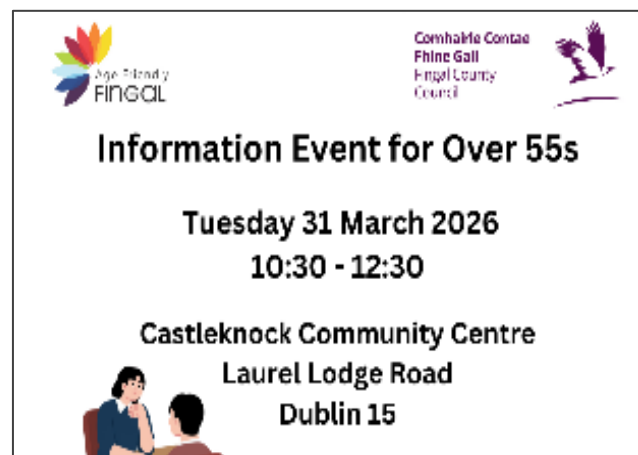 Age Friendly
FINGAL
Comhairle Contae
Fhine Gall
Fingal County
Council
Information Event for Over 55s
Tuesday 31 March 2026
10:30 - 12:30
Castleknock Community Centre
Laurel Lodge Road
Dublin 15